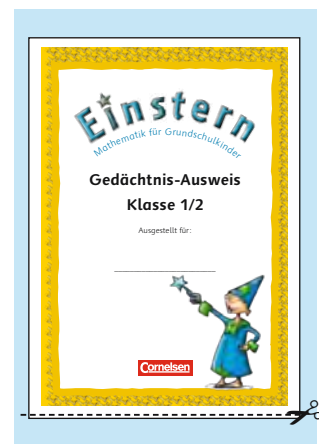 Einstern
Mathematik für Grundschulkinder
Gedächtnis-Ausweis
Klasse 1/2
Ausgestellt für:
Cornelsen